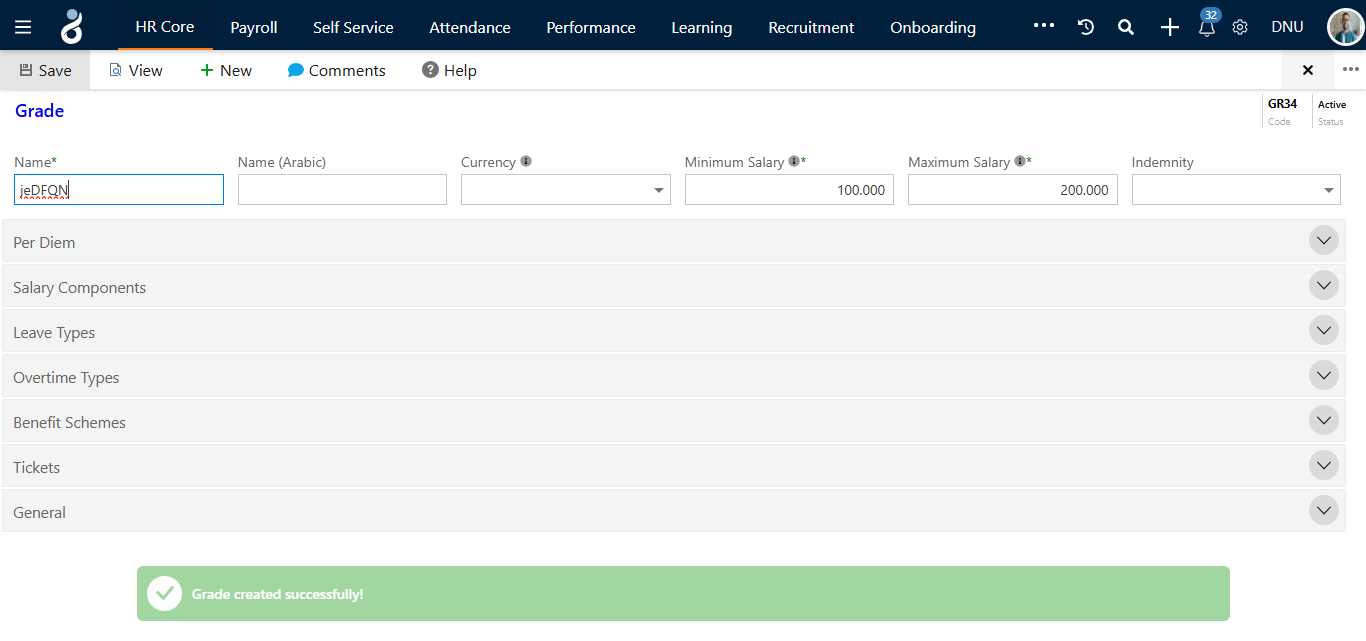 HR Core Payroll Self Service Attendance Performance Learning Recruitment Onboarding 32 DNU
Save View New Comments Help
Grade
GR34 Active
Code Status
Name* Name (Arabic) Currency Minimum Salary * Maximum Salary * Indemnity
jeDFQN 100.000 200.000
Per Diem
Salary Components
Leave Types
Overtime Types
Benefit Schemes
Tickets
General
Grade created successfully!